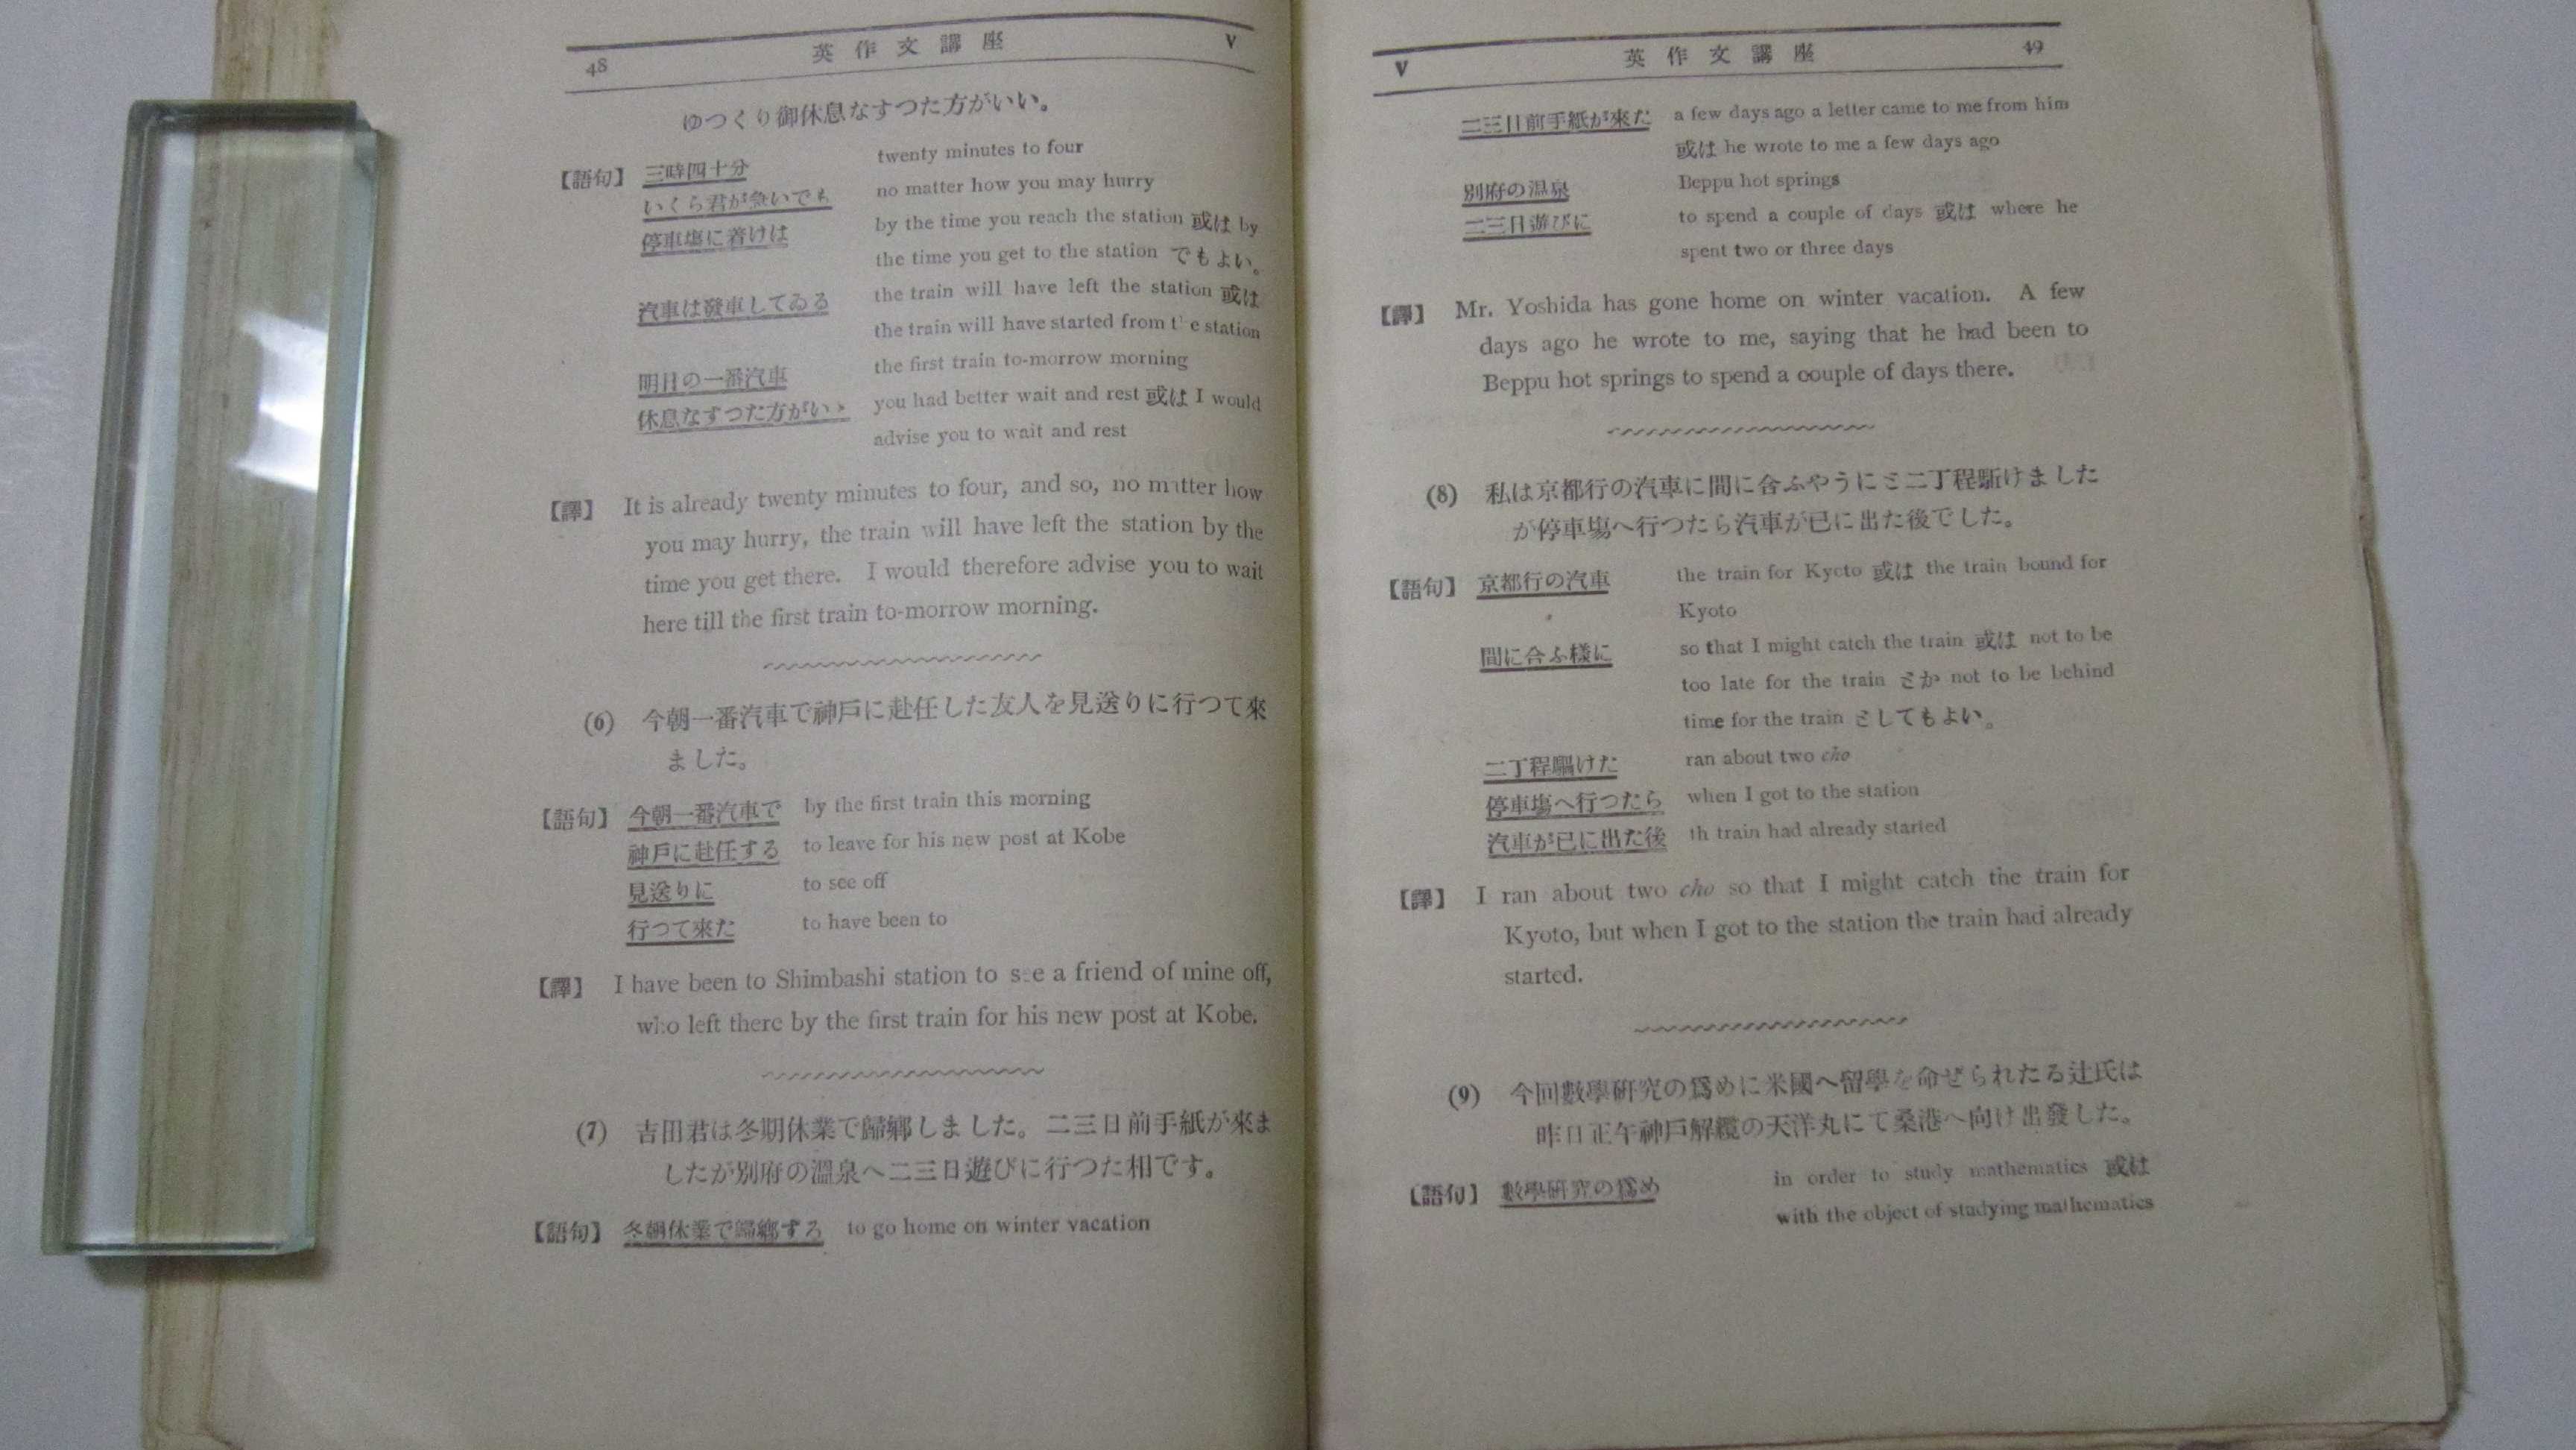 48 英作文講座 V
ゆつくり御休息なすつた方がいい。
【語句】 三時四十分 twenty minutes to four
いくら君が急いでも no matter how you may hurry
停車塲に着けは by the time you reach the station 或は by
the time you get to the station でもよい。
汽車は發車してゐる the train will have left the station 或は
the train will have started from t e station
明日の一番汽車 the first train to-morrow morning
休息なすつた方がいゝ you had better wait and rest 或は I would
advise you to wait and rest
【譯】 It is already twenty minutes to four, and so, no matter how
you may hurry, the train will have left the station by the
time you get there. I would therefore advise you to wait
here till the first train to-morrow morning.
(6) 今朝一番汽車で神戶に赴任した友人を見送りに行つて來
ました。
【語句】 今朝一番汽車で by the first train this morning
神戶に赴任する to leave for his new post at Kobe
見送りに to see off
行つて來た to have been to
【譯】 I have been to Shimbashi station to see a friend of mine off,
who left there by the first train for his new post at Kobe.
(7) 吉田君は冬期休業で歸鄕しました。二三日前手紙が來ま
したが別府の溫泉へ二三日遊びに行つた相です。
【語句】 冬期休業で歸鄕する to go home on winter vacation
V 英作文講座 49
二三日前手紙が來た a few days ago a letter came to me from him
或は he wrote to me a few days ago
別府の溫泉 Beppu hot springs
二三日遊びに to spend a couple of days 或は where he
spent two or three days
【譯】 Mr. Yoshida has gone home on winter vacation. A few
days ago he wrote to me, saying that he had been to
Beppu hot springs to spend a couple of days there.
(8) 私は京都行の汽車に間に合ふやうにと二丁程駈けました
が停車塲へ行つたら汽車が已に出た後でした。
【語句】 京都行の汽車 the train for Kyoto 或は the train bound for
Kyoto
間に合ふ樣に so that I might catch the train 或は not to be
too late for the train とか not to be behind
time for the train としてもよい。
二丁程驅けた ran about two cho
停車塲へ行つたら when I got to the station
汽車が已に出た後 th train had already started
【譯】 I ran about two cho so that I might catch the train for
Kyoto, but when I got to the station the train had already
started.
(9) 今回數學硏究の爲めに米國へ留學を命ぜられたる辻氏は
昨日正午神戶解纜の天洋丸にて桑港へ向け出發した。
【語句】 數學硏究の爲め in order to study mathematics 或は
with the object of studying mathematics